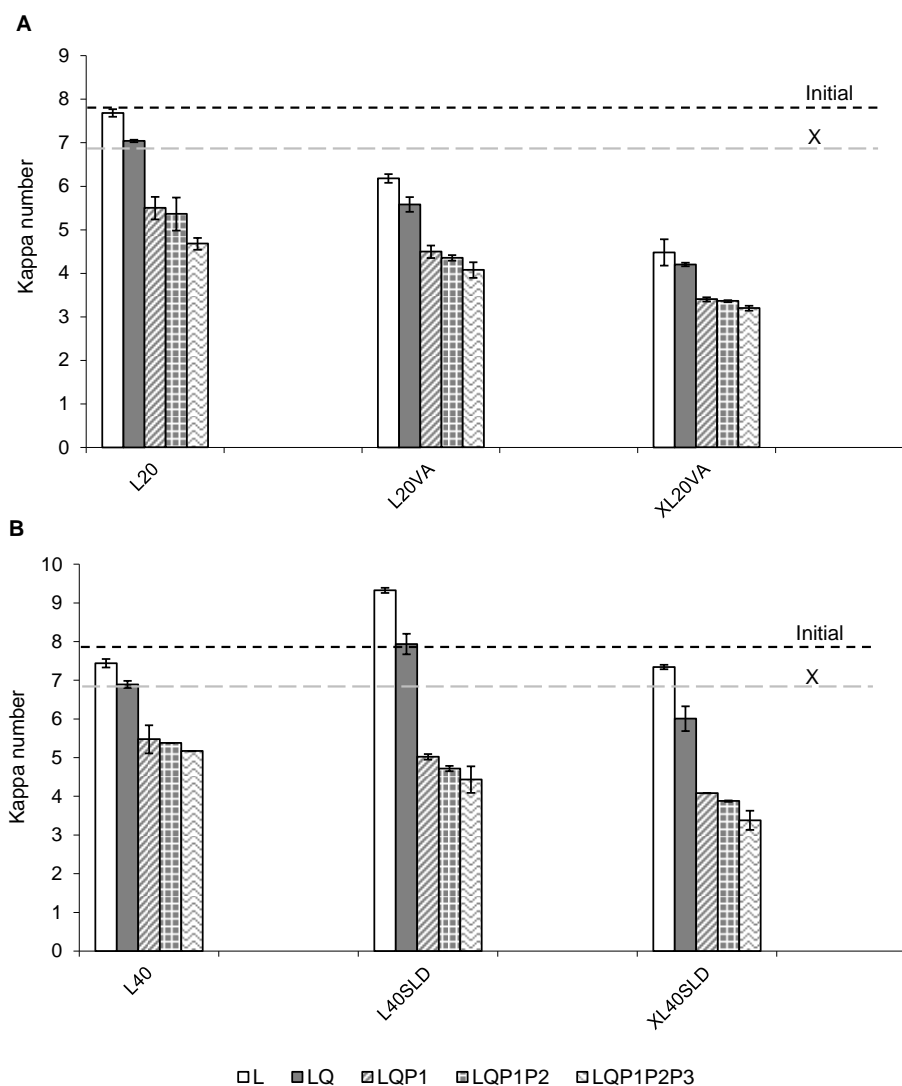 A
9
8
7
6
5
4
3
2
1
0
Kappa number
Initial
X
L20
L20VA
XL20VA
B
10
9
8
7
6
5
4
3
2
1
0
Kappa number
Initial
X
L40
L40SLD
XL40SLD
L LQ LQP1 LQP1P2 LQP1P2P3